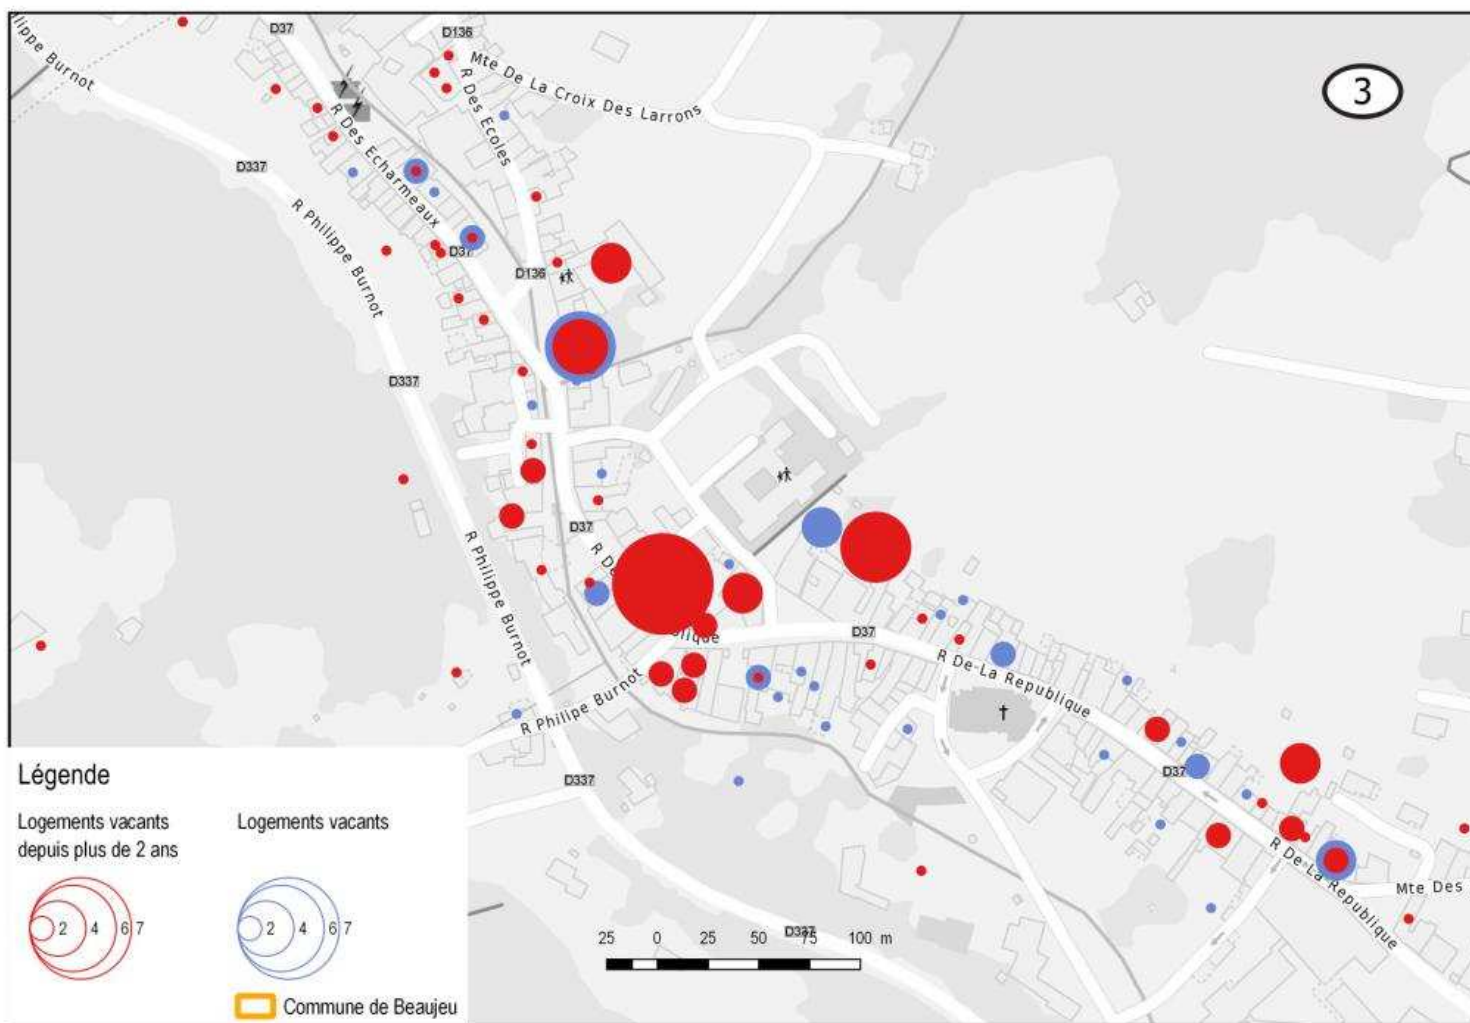 D37
D136
3
lippe Burnot
Mte De La Croix Des Larrons
R Des Ecoles
R Des Echarmeaux
D337
R Philippe Burnot
D37
D136
D337
D37
R Philippe Burnot
R De
blique
D37
R De La Republique
R Philipe Burnot
D337
D37
R De La Republique
Mte Des
D337
Légende
Logements vacants
depuis plus de 2 ans
Logements vacants
2 4 6 7
2 4 6 7
Commune de Beaujeu
25 0 25 50 75 100 m